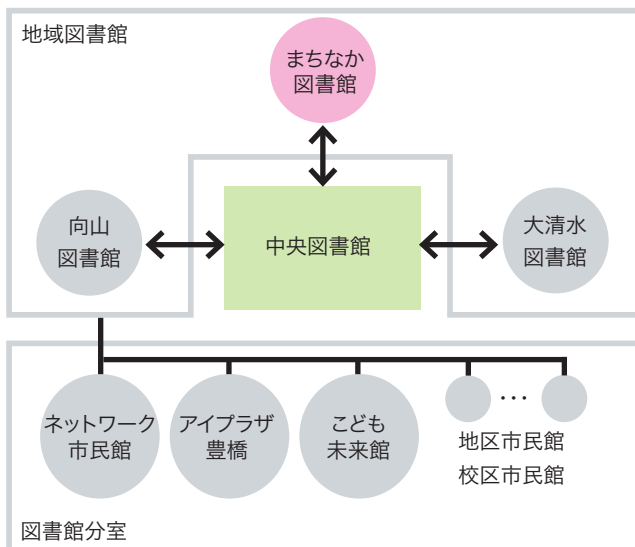 地域図書館
まちなか
図書館
向山
図書館
中央図書館
大清水
図書館
ネットワーク
市民館
アイプラザ
豊橋
こども
未来館
…
地区市民館
校区市民館
図書館分室